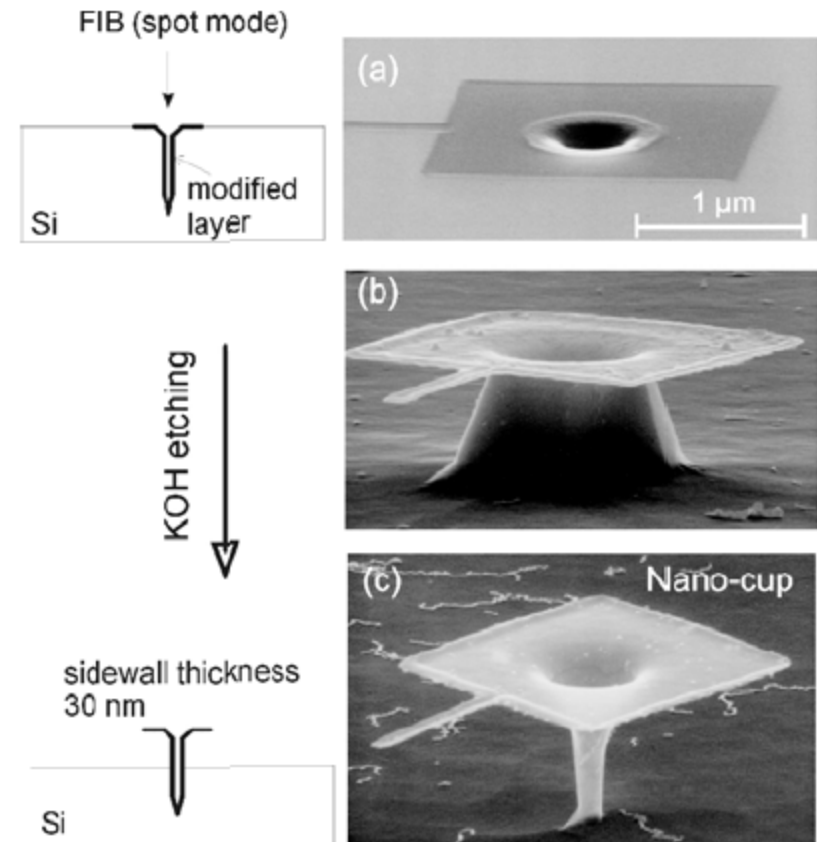 FIB (spot mode)
(a)
modified
layer
Si
1 µm
(b)
KOH etching
(c)
Nano-cup
sidewall thickness
30 nm
Si